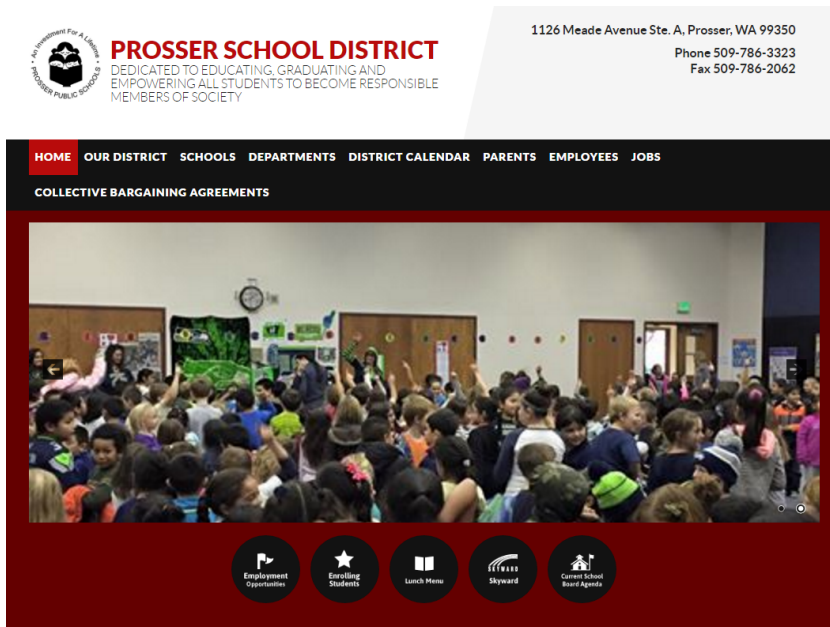 An Investment For A Lifetime
PROSSER PUBLIC SCHOOLS
PROSSER SCHOOL DISTRICT
DEDICATED TO EDUCATING, GRADUATING AND
EMPOWERING ALL STUDENTS TO BECOME RESPONSIBLE
MEMBERS OF SOCIETY
1126 Meade Avenue Ste. A, Prosser, WA 99350
Phone 509-786-3323
Fax 509-786-2062
HOME OUR DISTRICT SCHOOLS DEPARTMENTS DISTRICT CALENDAR PARENTS EMPLOYEES JOBS
COLLECTIVE BARGAINING AGREEMENTS
Employment
Opportunities
Enrolling
Students
Lunch Menu
SKYWARD
Skyward
Current School
Board Agenda